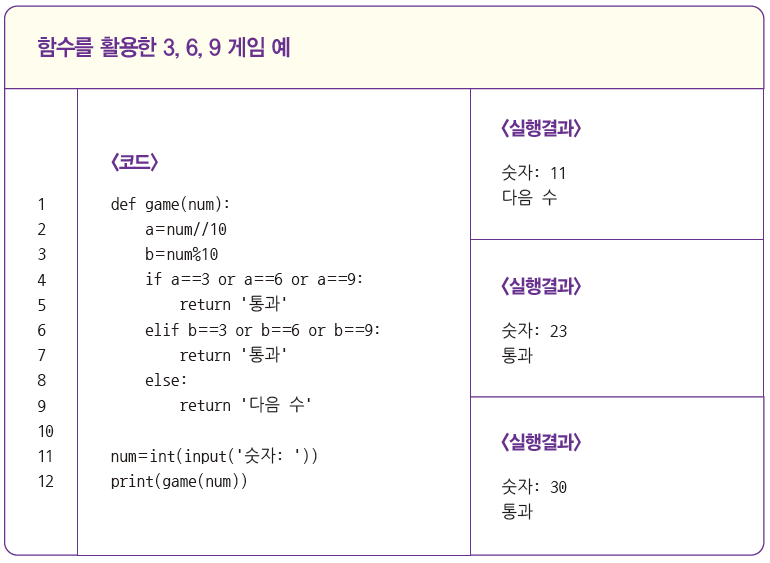 함수를 활용한 3, 6, 9 게임 예
<코드>
1 def game(num):
2     a=num//10
3     b=num%10
4     if a==3 or a==6 or a==9:
5         return '통과'
6     elif b==3 or b==6 or b==9:
7         return '통과'
8     else:
9         return '다음 수'
10
11 num=int(input('숫자: '))
12 print(game(num))
<실행결과>
숫자: 11
다음 수
<실행결과>
숫자: 23
통과
<실행결과>
숫자: 30
통과